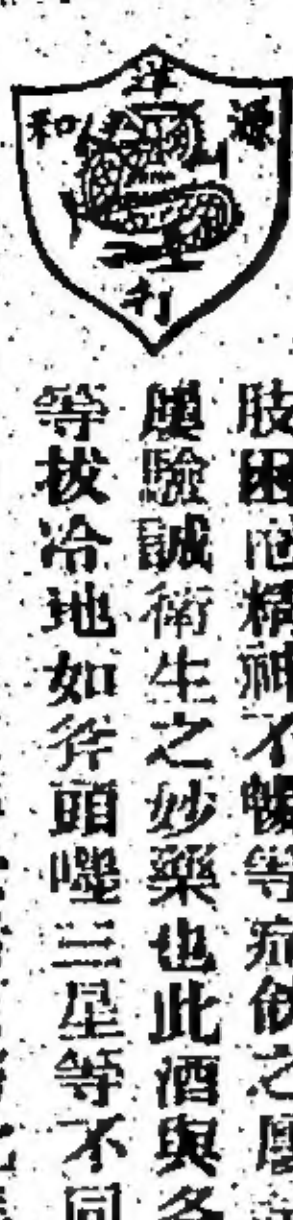 和 源
利
肢困㤪精神不暢等症飲之屢
屢驗誠衛生之妙藥也此酒與各
等拔冷地如斧頭嘜三星等不同